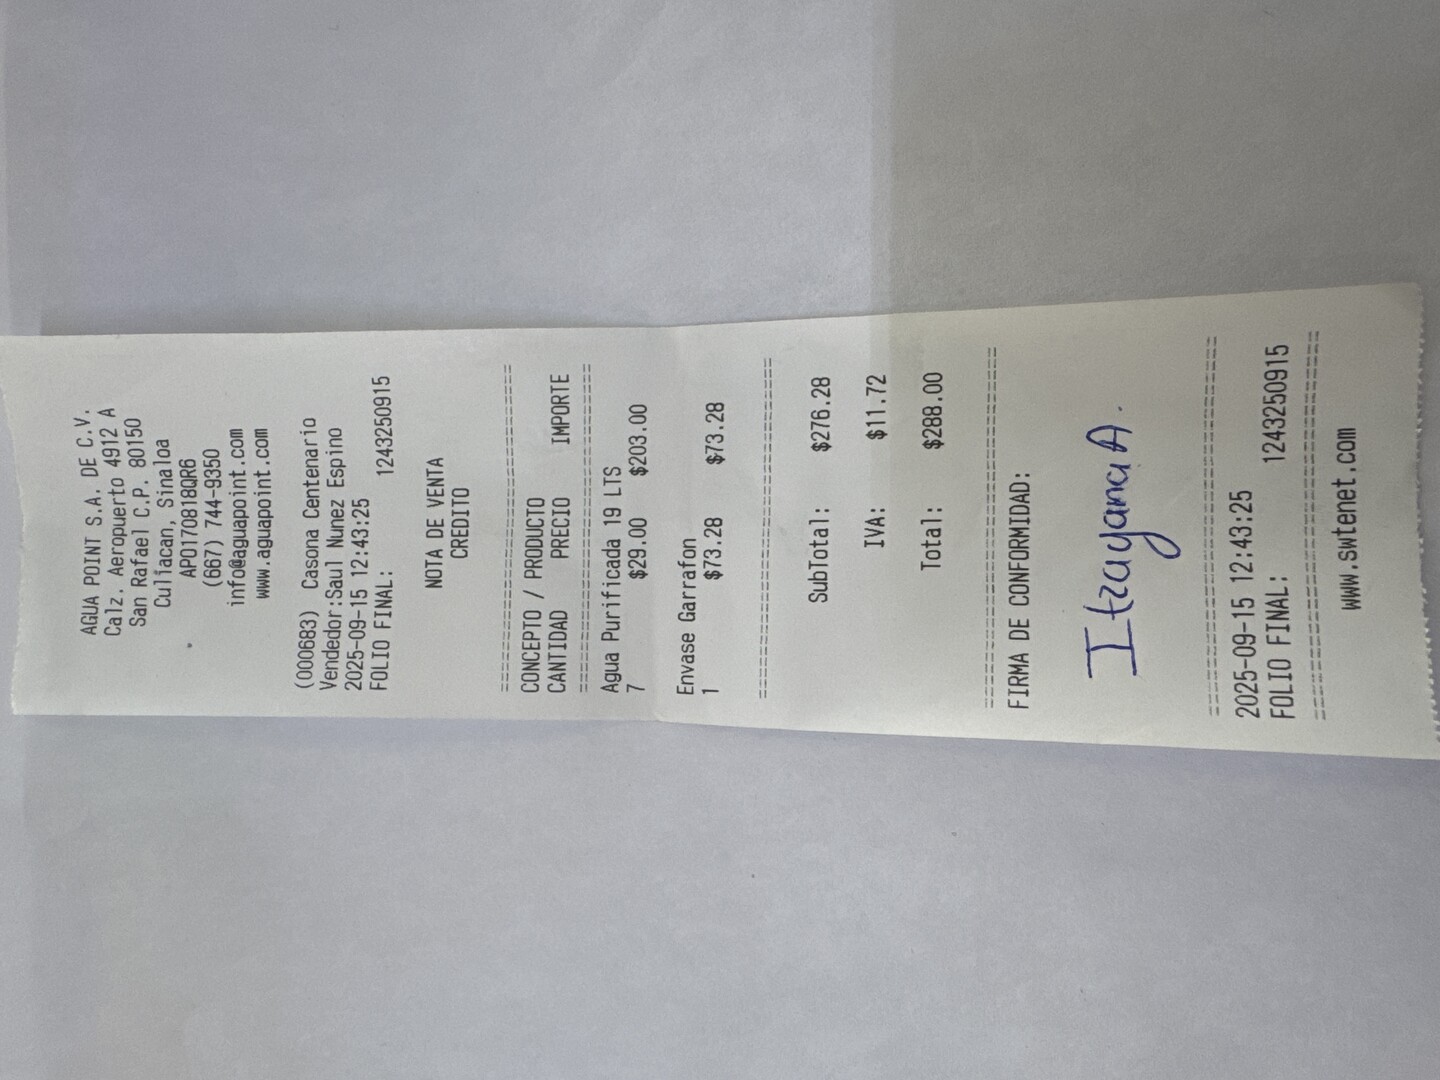 AGUA POINT S.A. DE C.V.
Calz. Aeropuerto 4912 A
San Rafael C.P. 80150
Culiacan, Sinaloa
APO170818QR6
(667) 744-9350
info@aguapoint.com
www.aguapoint.com
(000683) Casona Centenario
Vendedor:Saul Nunez Espino
2025-09-15 12:43:25
FOLIO FINAL: 1243250915
NOTA DE VENTA
CREDITO
================================
CONCEPTO / PRODUCTO
CANTIDAD PRECIO IMPORTE
================================
Agua Purificada 19 LTS
7 $29.00 $203.00
Envase Garrafon
1 $73.28 $73.28
================================
SubTotal: $276.28
IVA: $11.72
Total: $288.00
================================
FIRMA DE CONFORMIDAD:
Itzayana A.
================================
2025-09-15 12:43:25
FOLIO FINAL: 1243250915
================================
www.swtenet.com